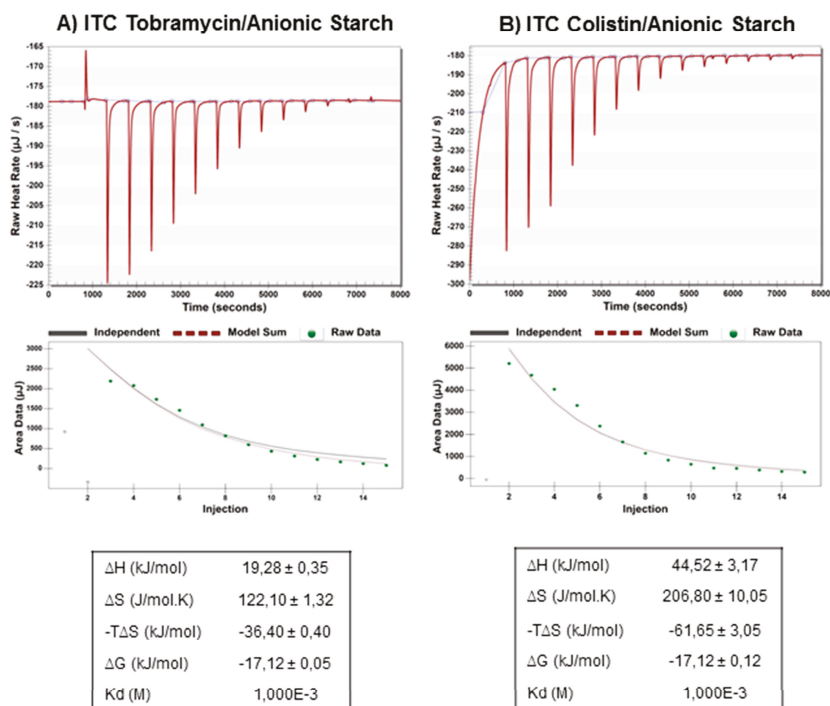 A) ITC Tobramycin/Anionic Starch
-165
-170
-180
-190
-200
-210
-220
-225
Raw Heat Rate (µJ / s)
0 1000 2000 3000 4000 5000 6000 7000 8000
Time (seconds)
Independent Model Sum Raw Data
3000
2500
2000
1500
1000
500
0
Area Data (µJ)
2 4 6 8 10 12 14
Injection
ΔH (kJ/mol) 19,28 ± 0,35
ΔS (J/mol.K) 122,10 ± 1,32
-TΔS (kJ/mol) -36,40 ± 0,40
ΔG (kJ/mol) -17,12 ± 0,05
Kd (M) 1,000E-3
B) ITC Colistin/Anionic Starch
-180
-190
-200
-210
-220
-230
-240
-250
-260
-270
-280
-290
-300
Raw Heat Rate (µJ / s)
0 1000 2000 3000 4000 5000 6000 7000 8000
Time (seconds)
Independent Model Sum Raw Data
6000
5000
4000
3000
2000
1000
0
Area Data (µJ)
2 4 6 8 10 12 14
Injection
ΔH (kJ/mol) 44,52 ± 3,17
ΔS (J/mol.K) 206,80 ± 10,05
-TΔS (kJ/mol) -61,65 ± 3,05
ΔG (kJ/mol) -17,12 ± 0,12
Kd (M) 1,000E-3